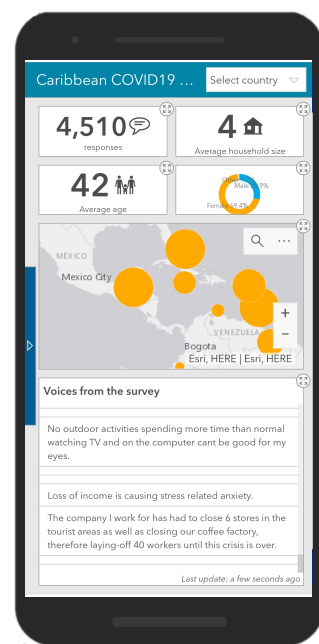 Caribbean COVID19 ...
Select country
4,510
responses
4
Average household size
42
Average age
Female 69.4%
MÉXICO
Mexico City
VENEZUELA
Bogota
+
−
Esri, HERE | Esri, HERE
Voices from the survey
No outdoor activities spending more time than normal
watching TV and on the computer cant be good for my
eyes.
Loss of income is causing stress related anxiety.
The company I work for has had to close 6 stores in the
tourist areas as well as closing our coffee factory,
therefore laying-off 40 workers until this crisis is over.
Last update: a few seconds ago